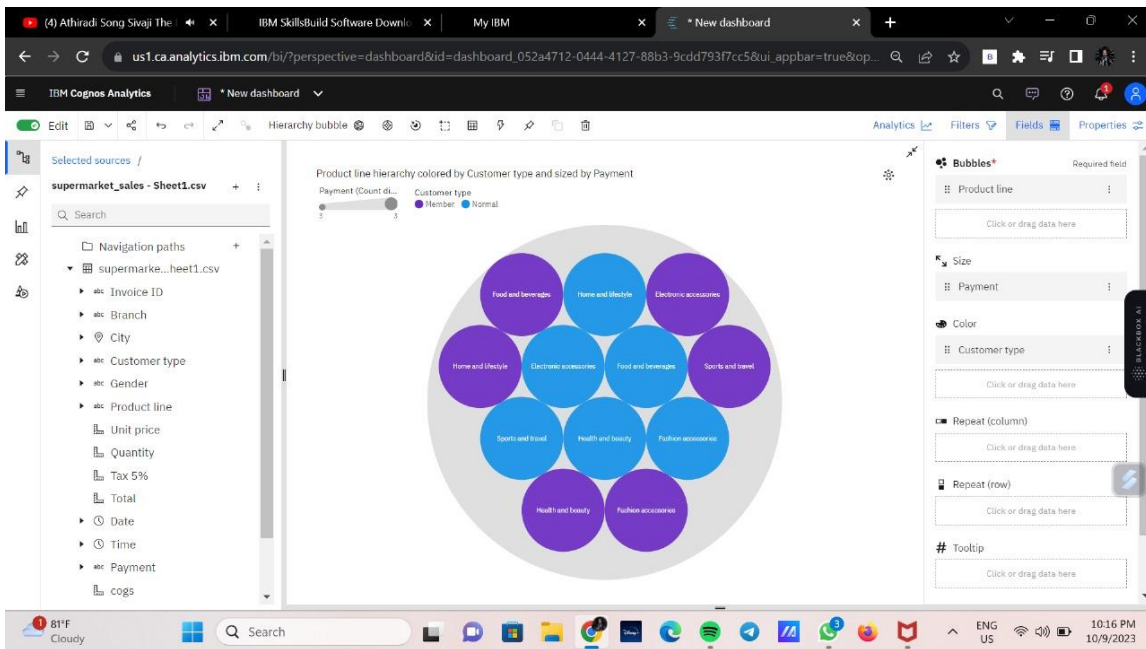 (4) Athiradi Song Sivaji The
IBM SkillsBuild Software Downlo
My IBM
* New dashboard
us1.ca.analytics.ibm.com/bi/?perspective=dashboard&id=dashboard_052a4712-0444-4127-88b3-9cdd793f7cc5&ui_appbar=true&op...
IBM Cognos Analytics
* New dashboard
Edit
Hierarchy bubble
Analytics
Filters
Fields
Properties
Selected sources /
supermarket_sales - Sheet1.csv
Search
Navigation paths
supermarke...heet1.csv
abc Invoice ID
abc Branch
City
abc Customer type
abc Gender
abc Product line
Unit price
Quantity
Tax 5%
Total
Date
Time
abc Payment
cogs
Product line hierarchy colored by Customer type and sized by Payment
Payment (Count di...
3 3
Customer type
Member Normal
Food and beverages
Home and lifestyle
Electronic accessories
Home and lifestyle
Electronic accessories
Food and beverages
Sports and travel
Sports and travel
Health and beauty
Fashion accessories
Health and beauty
Fashion accessories
Bubbles*
Required field
Product line
Click or drag data here
Size
Payment
Color
Customer type
Click or drag data here
Repeat (column)
Click or drag data here
Repeat (row)
Click or drag data here
# Tooltip
Click or drag data here
BLACKBOX AI
1
81°F
Cloudy
Search
3
ENG
US
10:16 PM
10/9/2023